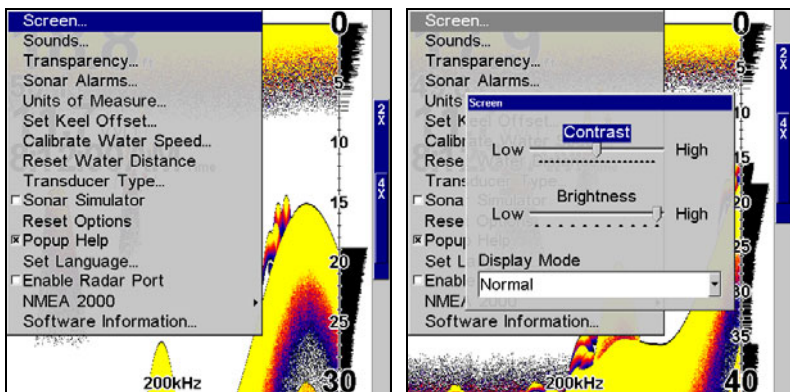 Screen...
Sounds...
Transparency...
Sonar Alarms...
Units of Measure...
Set Keel Offset...
Calibrate Water Speed...
Reset Water Distance
Transducer Type...
Sonar Simulator
Reset Options
Popup Help
Set Language...
Enable Radar Port
NMEA 2000
Software Information...
0
5
10
15
20
25
30
2X
4X
200kHz
Screen...
Sounds...
Transparency...
Sonar Alarms...
Units
Set K
Calib
Rese
Tran
Sona
Rese
Popu
Set L
Enabl
NME
Software Information...
Screen
Contrast
Low
High
Brightness
Low
High
Display Mode
Normal
0
5
10
15
20
25
30
35
40
2X
4X
200kHz